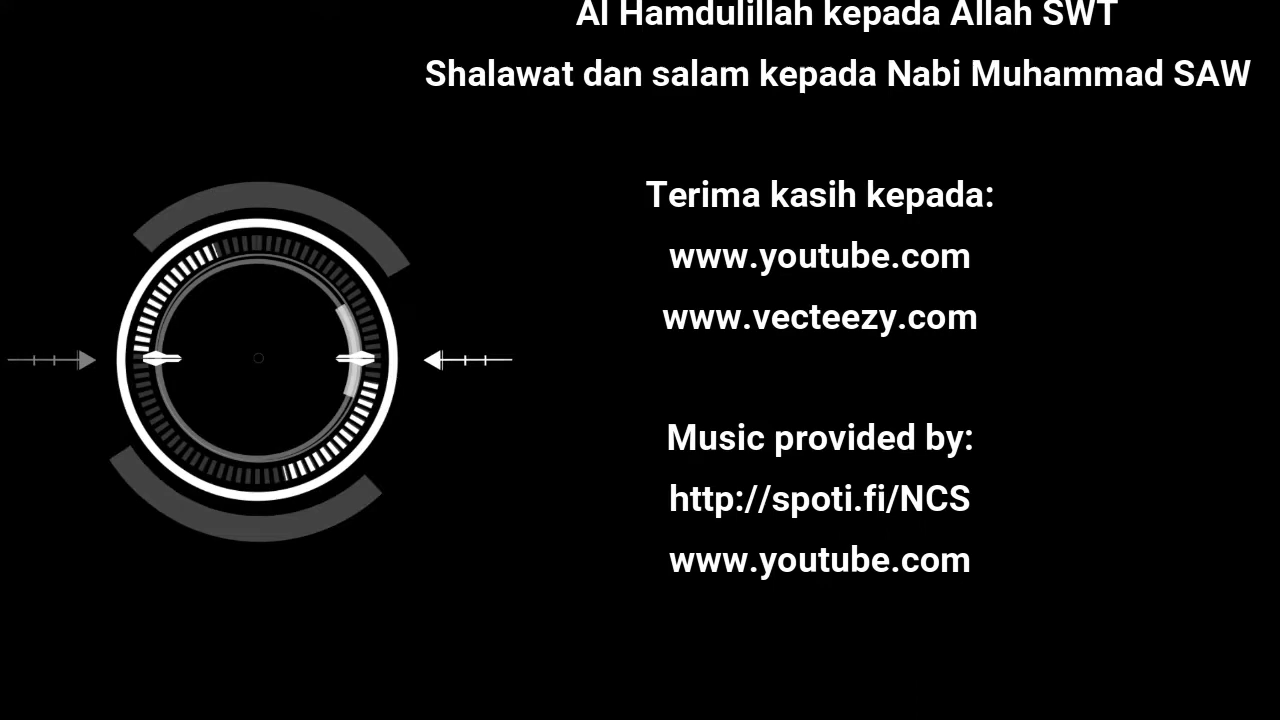 Al Hamdulillah kepada Allah SWT
Shalawat dan salam kepada Nabi Muhammad SAW
Terima kasih kepada:
www.youtube.com
www.vecteezy.com
Music provided by:
http://spoti.fi/NCS
www.youtube.com